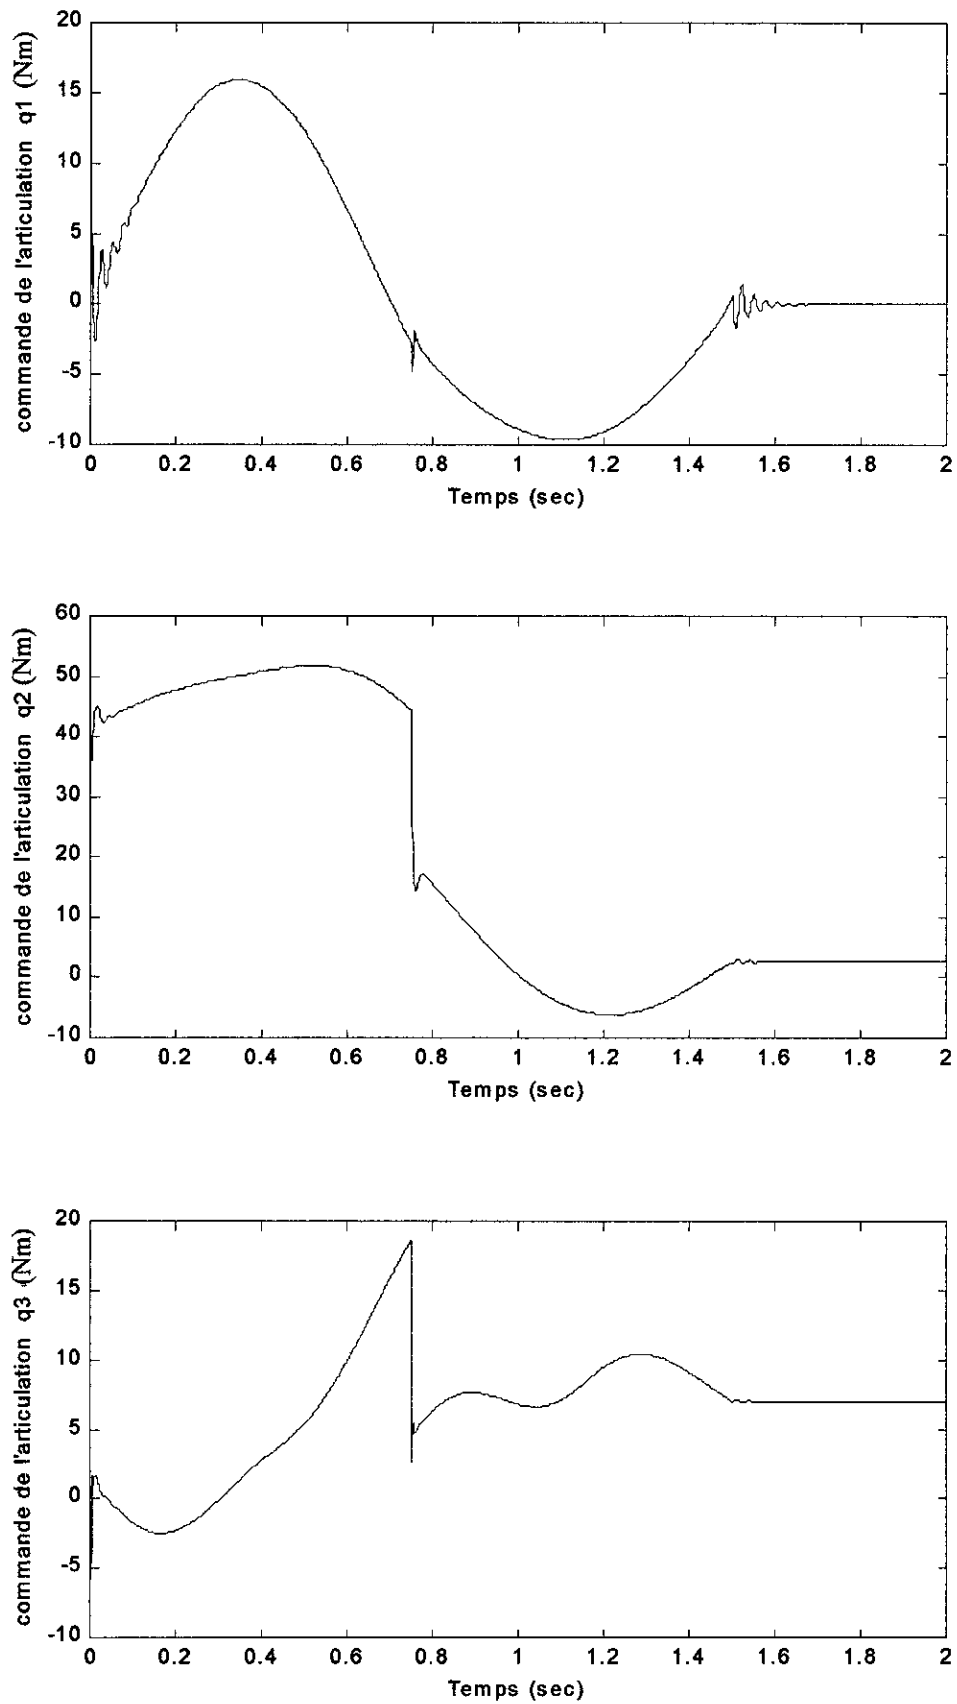 commande de l'articulation q1 (Nm)
20
15
10
5
0
-5
-10
0 0.2 0.4 0.6 0.8 1 1.2 1.4 1.6 1.8 2
Temps (sec)
commande de l'articulation q2 (Nm)
60
50
40
30
20
10
0
-10
0 0.2 0.4 0.6 0.8 1 1.2 1.4 1.6 1.8 2
Temps (sec)
commande de l'articulation q3 (Nm)
20
15
10
5
0
-5
-10
0 0.2 0.4 0.6 0.8 1 1.2 1.4 1.6 1.8 2
Temps (sec)